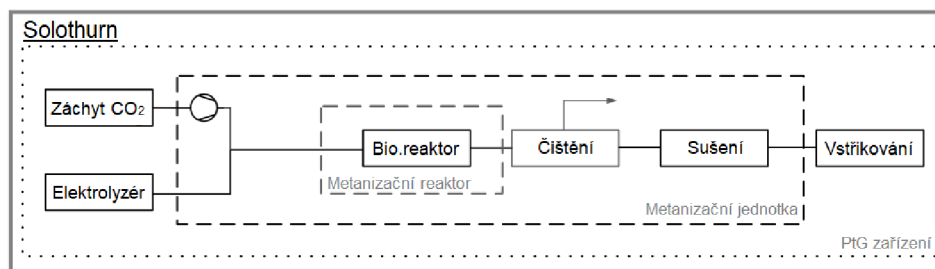 Solothurn
Záchyt CO₂
Elektrolyzér
Bio.reaktor
Metanizační reaktor
Čištění
Sušení
Vstřikování
Metanizační jednotka
PtG zařízení